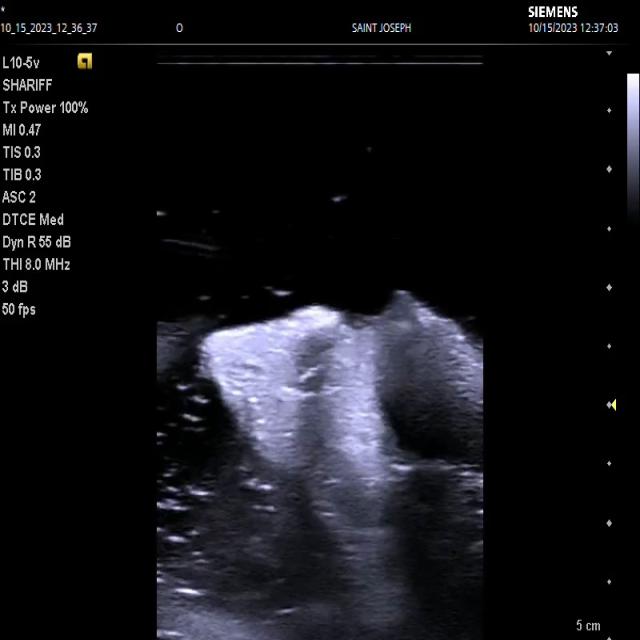 *
SIEMENS
10_15_2023_12_36_37 O SAINT JOSEPH 10/15/2023 12:37:03
L10-5v
SHARIFF
Tx Power 100%
MI 0.47
TIS 0.3
TIB 0.3
ASC 2
DTCE Med
Dyn R 55 dB
THI 8.0 MHz
3 dB
50 fps
5 cm